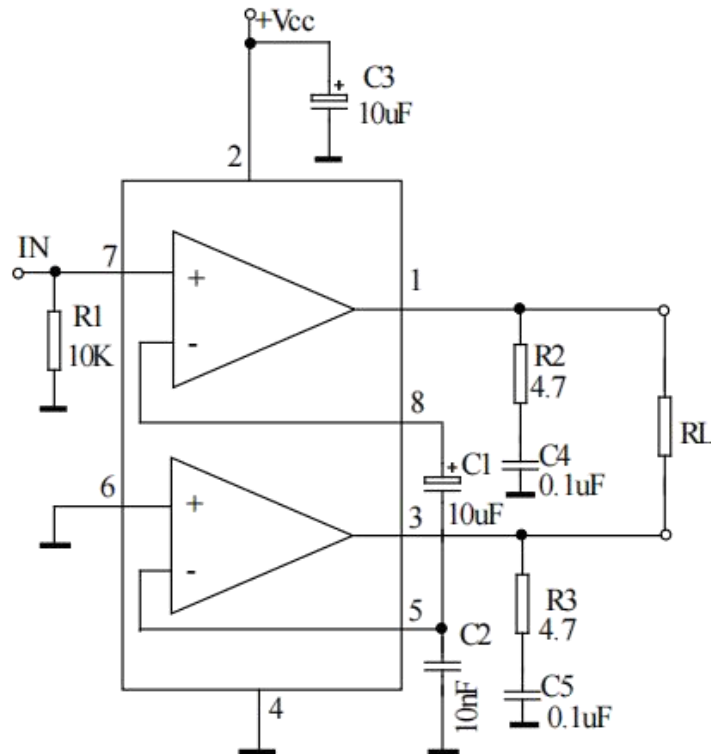 +Vcc
+
C3
10uF
2
IN
7
+
-
R1
10K
1
R2
4.7
8
+
C1
10uF
C4
0.1uF
RL
6
+
-
3
5
C2
10nF
R3
4.7
C5
0.1uF
4